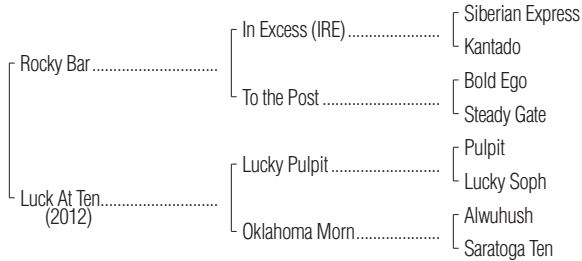 Siberian Express
In Excess (IRE)....................
Kantado
Rocky Bar..........................
Bold Ego
To the Post..........................
Steady Gate
Pulpit
Lucky Pulpit........................
Lucky Soph
Luck At Ten........................
(2012)
Alwuhush
Oklahoma Morn..................
Saratoga Ten